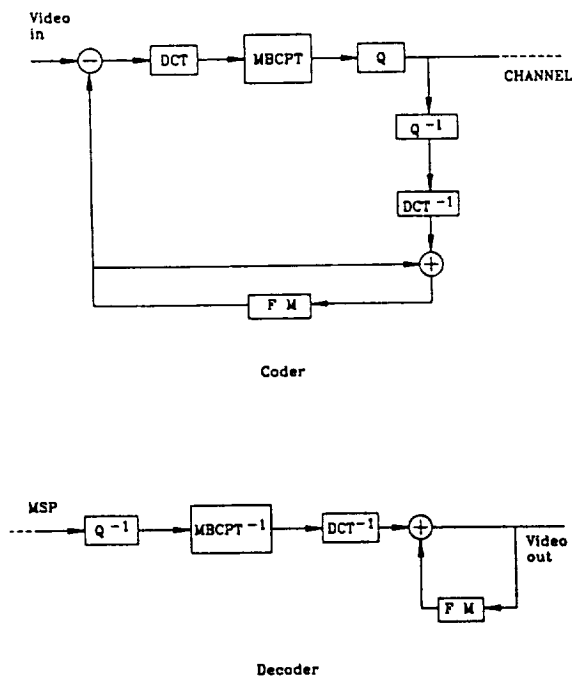 Video
in
−
DCT
MBCPT
Q
CHANNEL
Q −1
DCT −1
+
F M
Coder
MSP
Q −1
MBCPT −1
DCT −1
+
Video
out
F M
Decoder